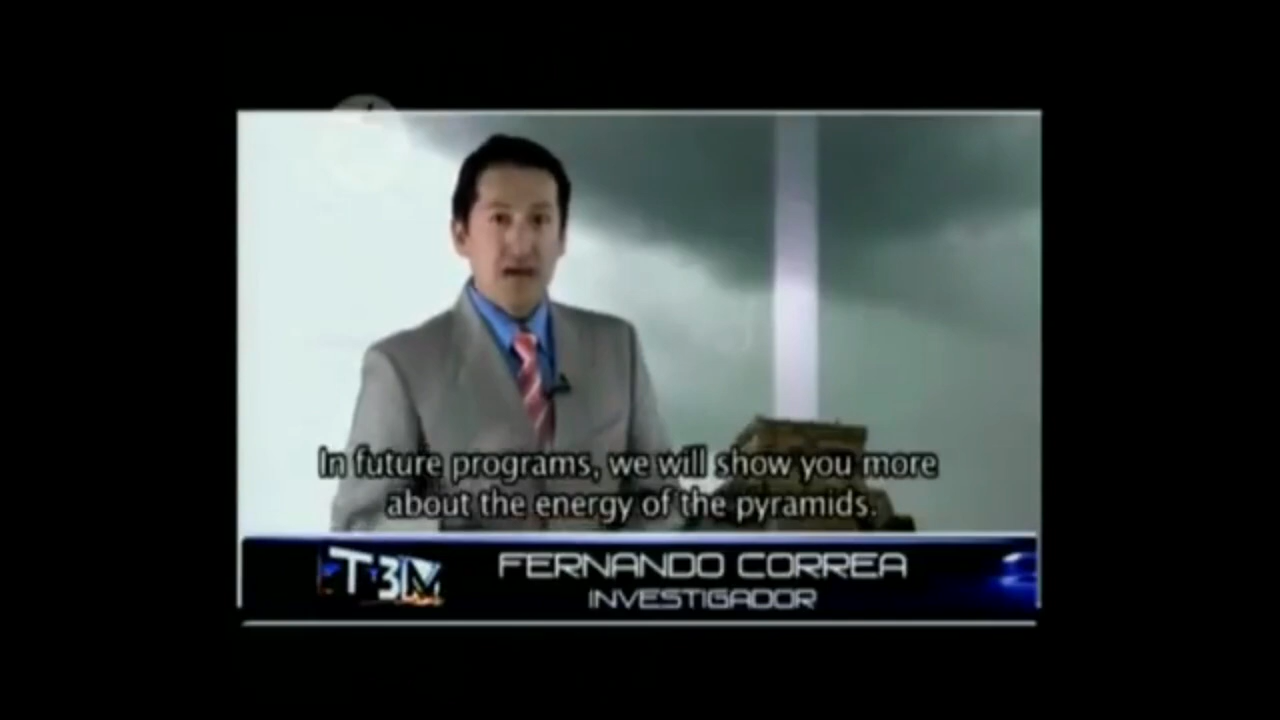 In future programs, we will show you more
about the energy of the pyramids.
T3M
FERNANDO CORREA
INVESTIGADOR